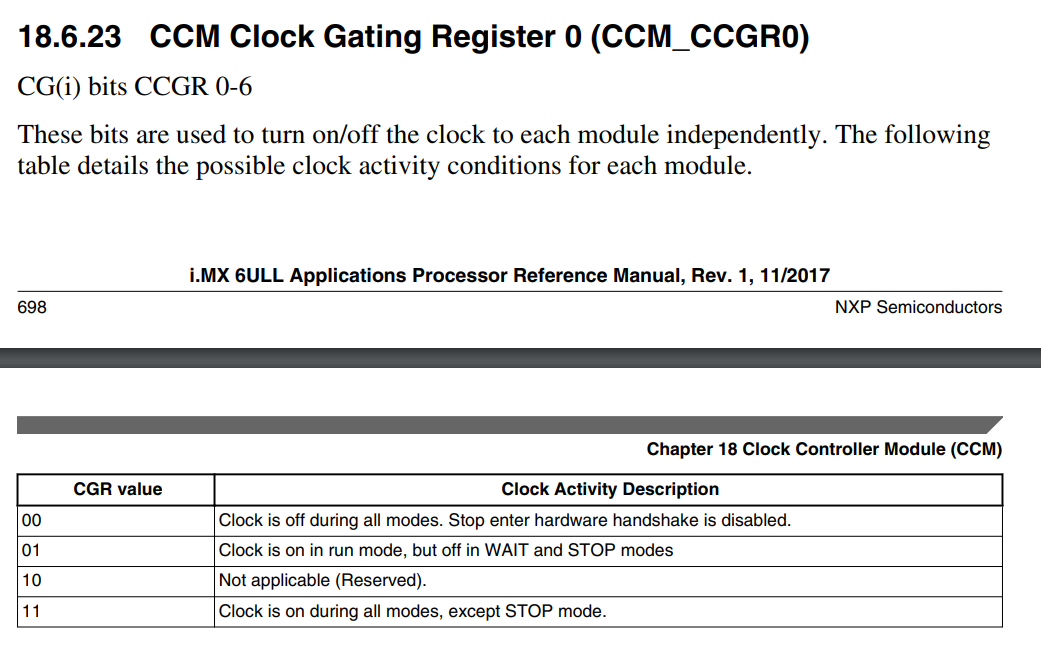 18.6.23 CCM Clock Gating Register 0 (CCM_CCGR0)
CG(i) bits CCGR 0-6
These bits are used to turn on/off the clock to each module independently. The following
table details the possible clock activity conditions for each module.
i.MX 6ULL Applications Processor Reference Manual, Rev. 1, 11/2017
698 NXP Semiconductors
Chapter 18 Clock Controller Module (CCM)
CGR value Clock Activity Description
00 Clock is off during all modes. Stop enter hardware handshake is disabled.
01 Clock is on in run mode, but off in WAIT and STOP modes
10 Not applicable (Reserved).
11 Clock is on during all modes, except STOP mode.